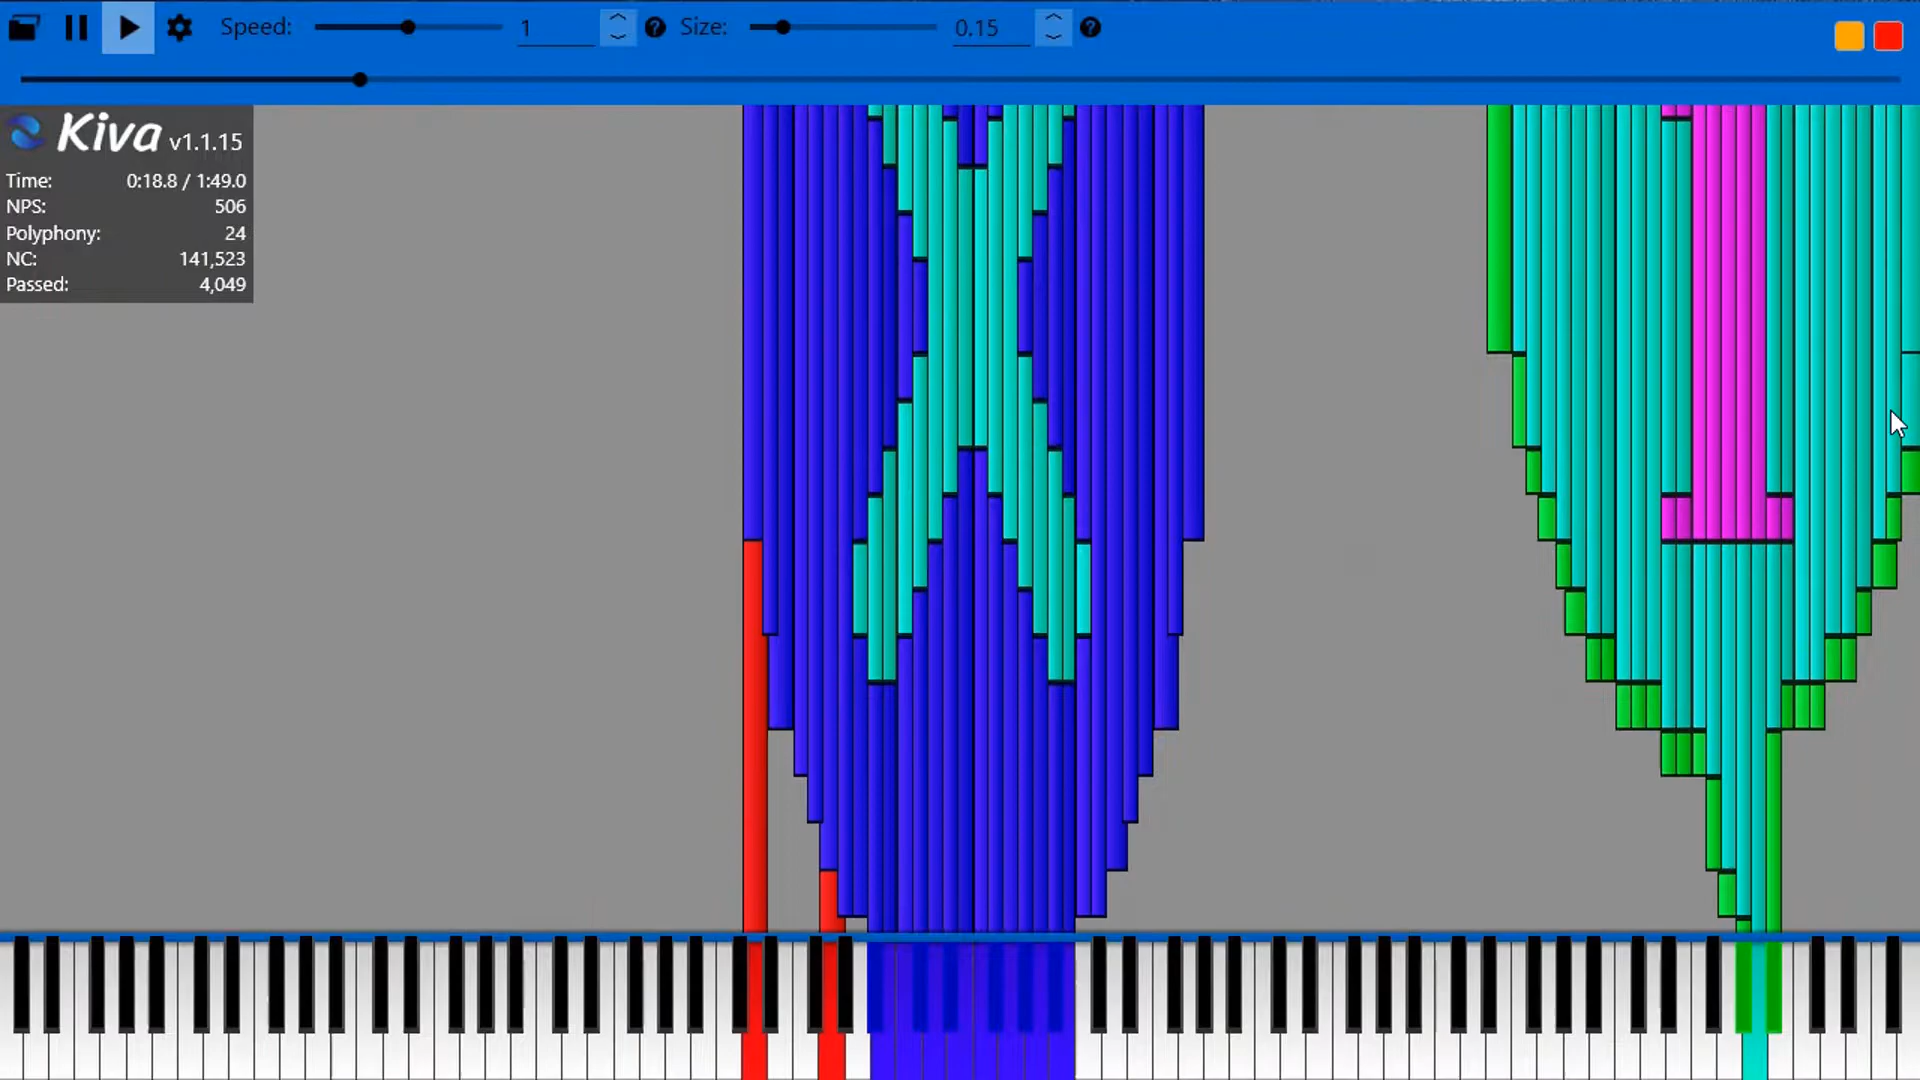 Speed: 1 Size: 0.15
Kiva v1.1.15
Time: 0:18.8 / 1:49.0
NPS: 506
Polyphony: 24
NC: 141,523
Passed: 4,049